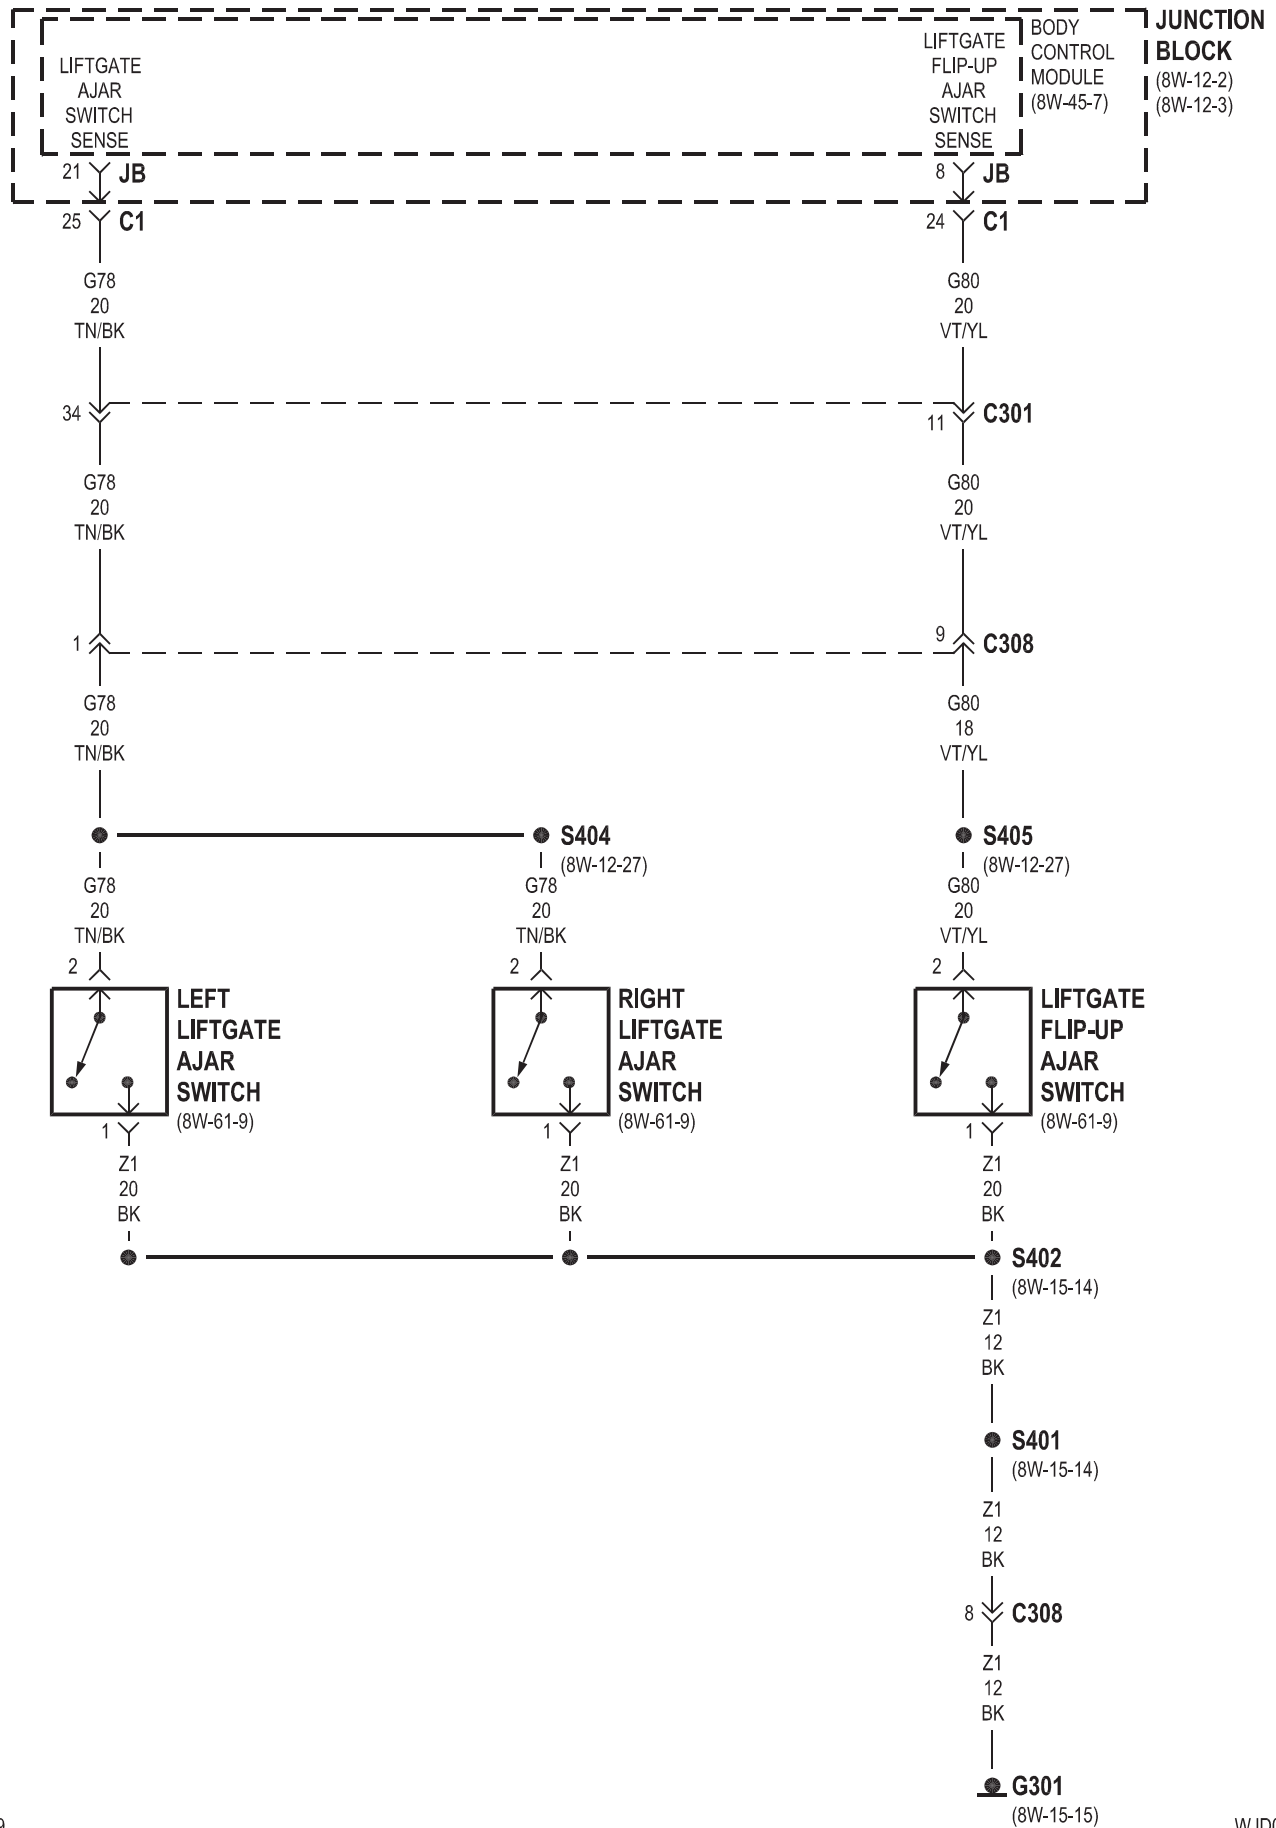 LIFTGATE
AJAR
SWITCH
SENSE
LIFTGATE
FLIP-UP
AJAR
SWITCH
SENSE
BODY
CONTROL
MODULE
(8W-45-7)
JUNCTION
BLOCK
(8W-12-2)
(8W-12-3)
21 JB
8 JB
25 C1
24 C1
G78
20
TN/BK
G80
20
VT/YL
34
11 C301
G78
20
TN/BK
G80
20
VT/YL
1
9 C308
G78
20
TN/BK
G80
18
VT/YL
S404
(8W-12-27)
S405
(8W-12-27)
G78
20
TN/BK
G78
20
TN/BK
G80
20
VT/YL
2
2
2
LEFT
LIFTGATE
AJAR
SWITCH
(8W-61-9)
RIGHT
LIFTGATE
AJAR
SWITCH
(8W-61-9)
LIFTGATE
FLIP-UP
AJAR
SWITCH
(8W-61-9)
1
1
1
Z1
20
BK
Z1
20
BK
Z1
20
BK
S402
(8W-15-14)
Z1
12
BK
S401
(8W-15-14)
Z1
12
BK
8 C308
Z1
12
BK
G301
(8W-15-15)